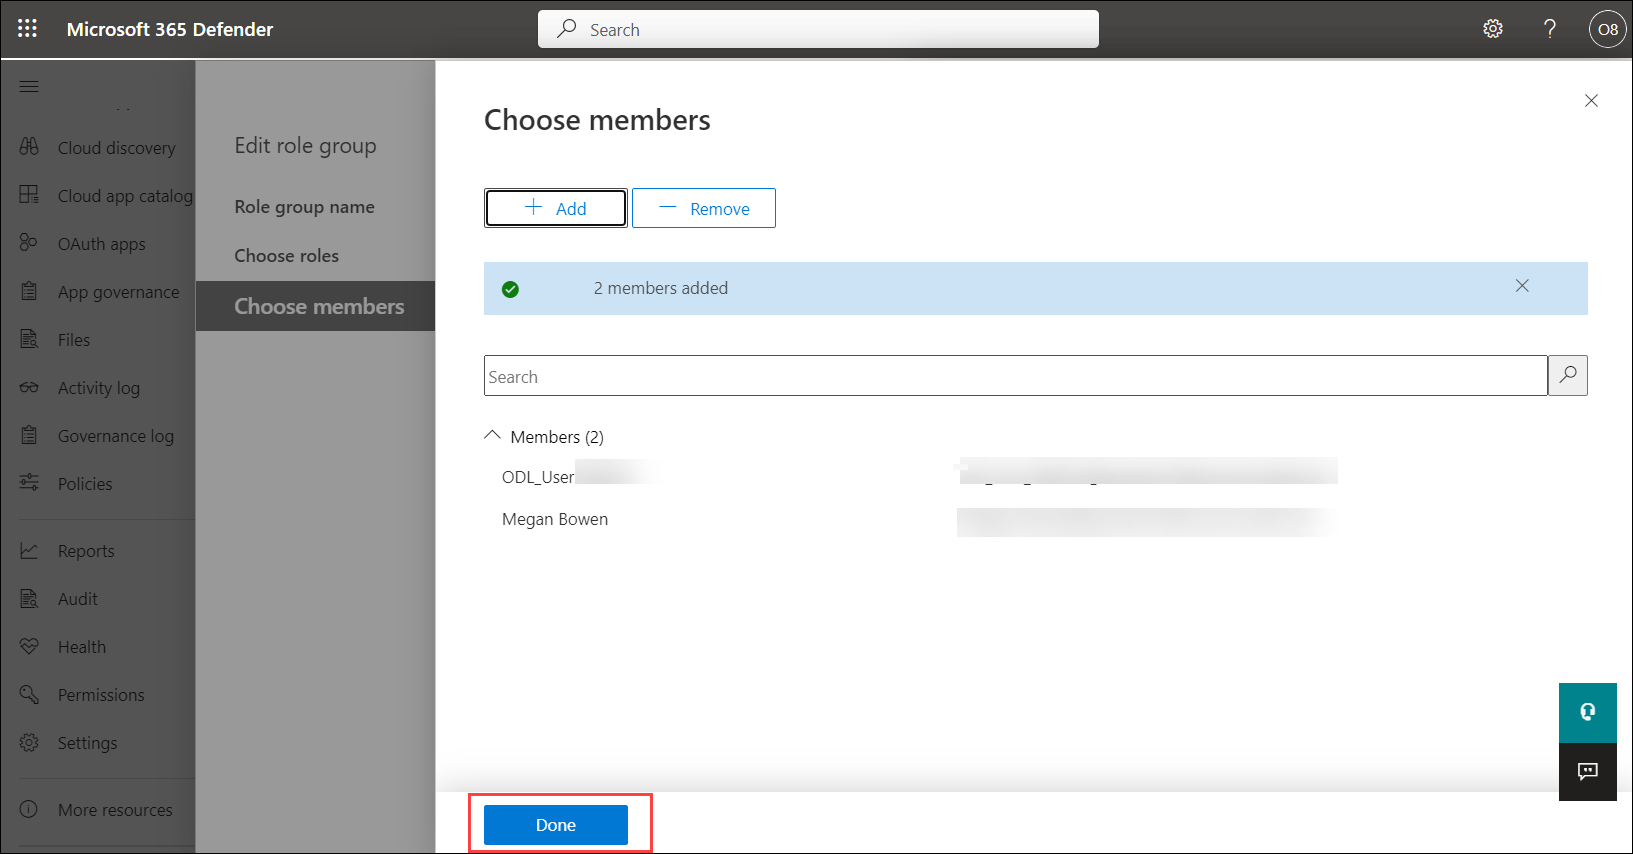 Microsoft 365 Defender
Search
O8
Cloud discovery
Cloud app catalog
OAuth apps
App governance
Files
Activity log
Governance log
Policies
Reports
Audit
Health
Permissions
Settings
More resources
Edit role group
Role group name
Choose roles
Choose members
Choose members
Add
Remove
2 members added
Search
Members (2)
ODL_User
Megan Bowen
Done